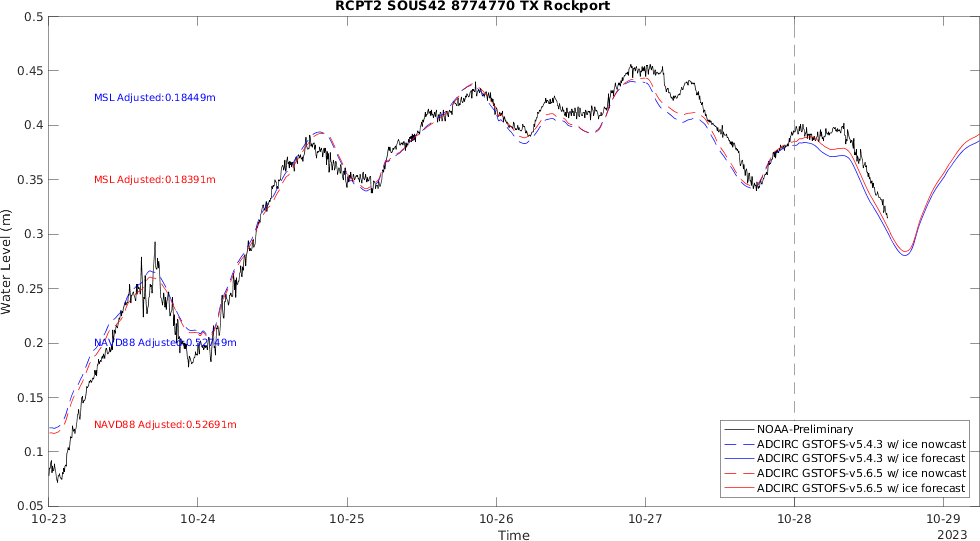 RCPT2 SOUS42 8774770 TX Rockport
0.5
0.45
MSL Adjusted:0.18449m
0.4
0.35
MSL Adjusted:0.18391m
0.3
Water Level (m)
0.25
0.2
NAVD88 Adjusted:0.52749m
0.15
NAVD88 Adjusted:0.52691m
0.1
0.05
NOAA-Preliminary
ADCIRC GSTOFS-v5.4.3 w/ ice nowcast
ADCIRC GSTOFS-v5.4.3 w/ ice forecast
ADCIRC GSTOFS-v5.6.5 w/ ice nowcast
ADCIRC GSTOFS-v5.6.5 w/ ice forecast
10-23 10-24 10-25 10-26 10-27 10-28 10-29
Time
2023